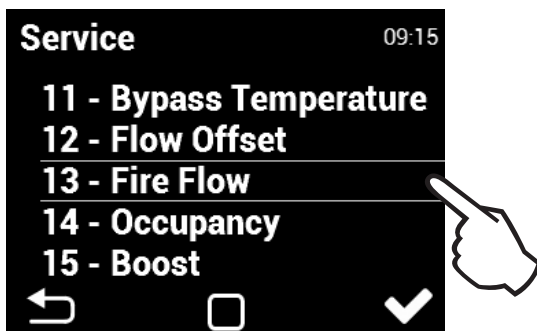 Service 09:15
11 - Bypass Temperature
12 - Flow Offset
13 - Fire Flow
14 - Occupancy
15 - Boost